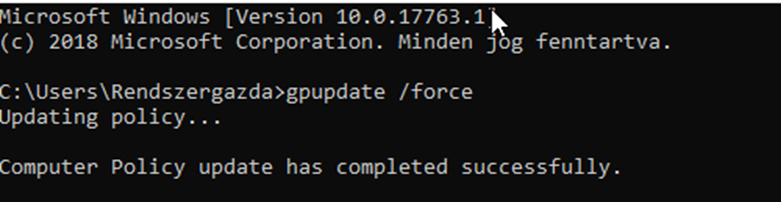 Microsoft Windows [Version 10.0.17763.1]
(c) 2018 Microsoft Corporation. Minden jog fenntartva.
C:\Users\Rendszergazda>gpupdate /force
Updating policy...
Computer Policy update has completed successfully.